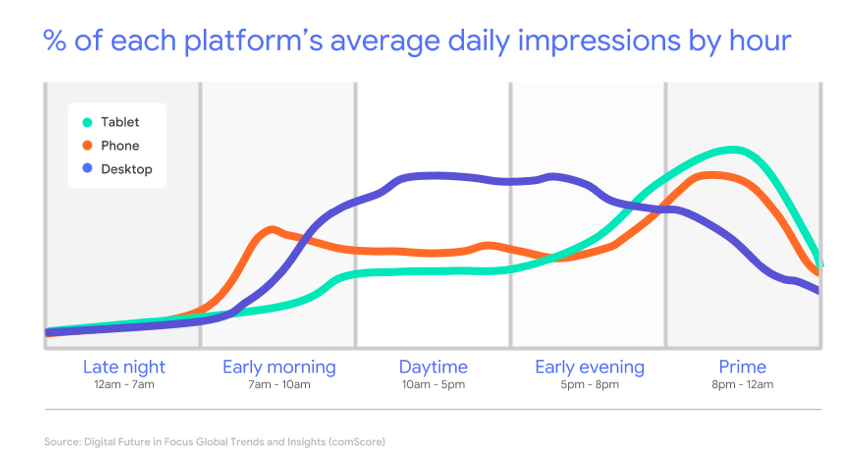 % of each platform’s average daily impressions by hour
Tablet
Phone
Desktop
Late night
12am - 7am
Early morning
7am - 10am
Daytime
10am - 5pm
Early evening
5pm - 8pm
Prime
8pm - 12am
Source: Digital Future in Focus Global Trends and Insights (comScore)